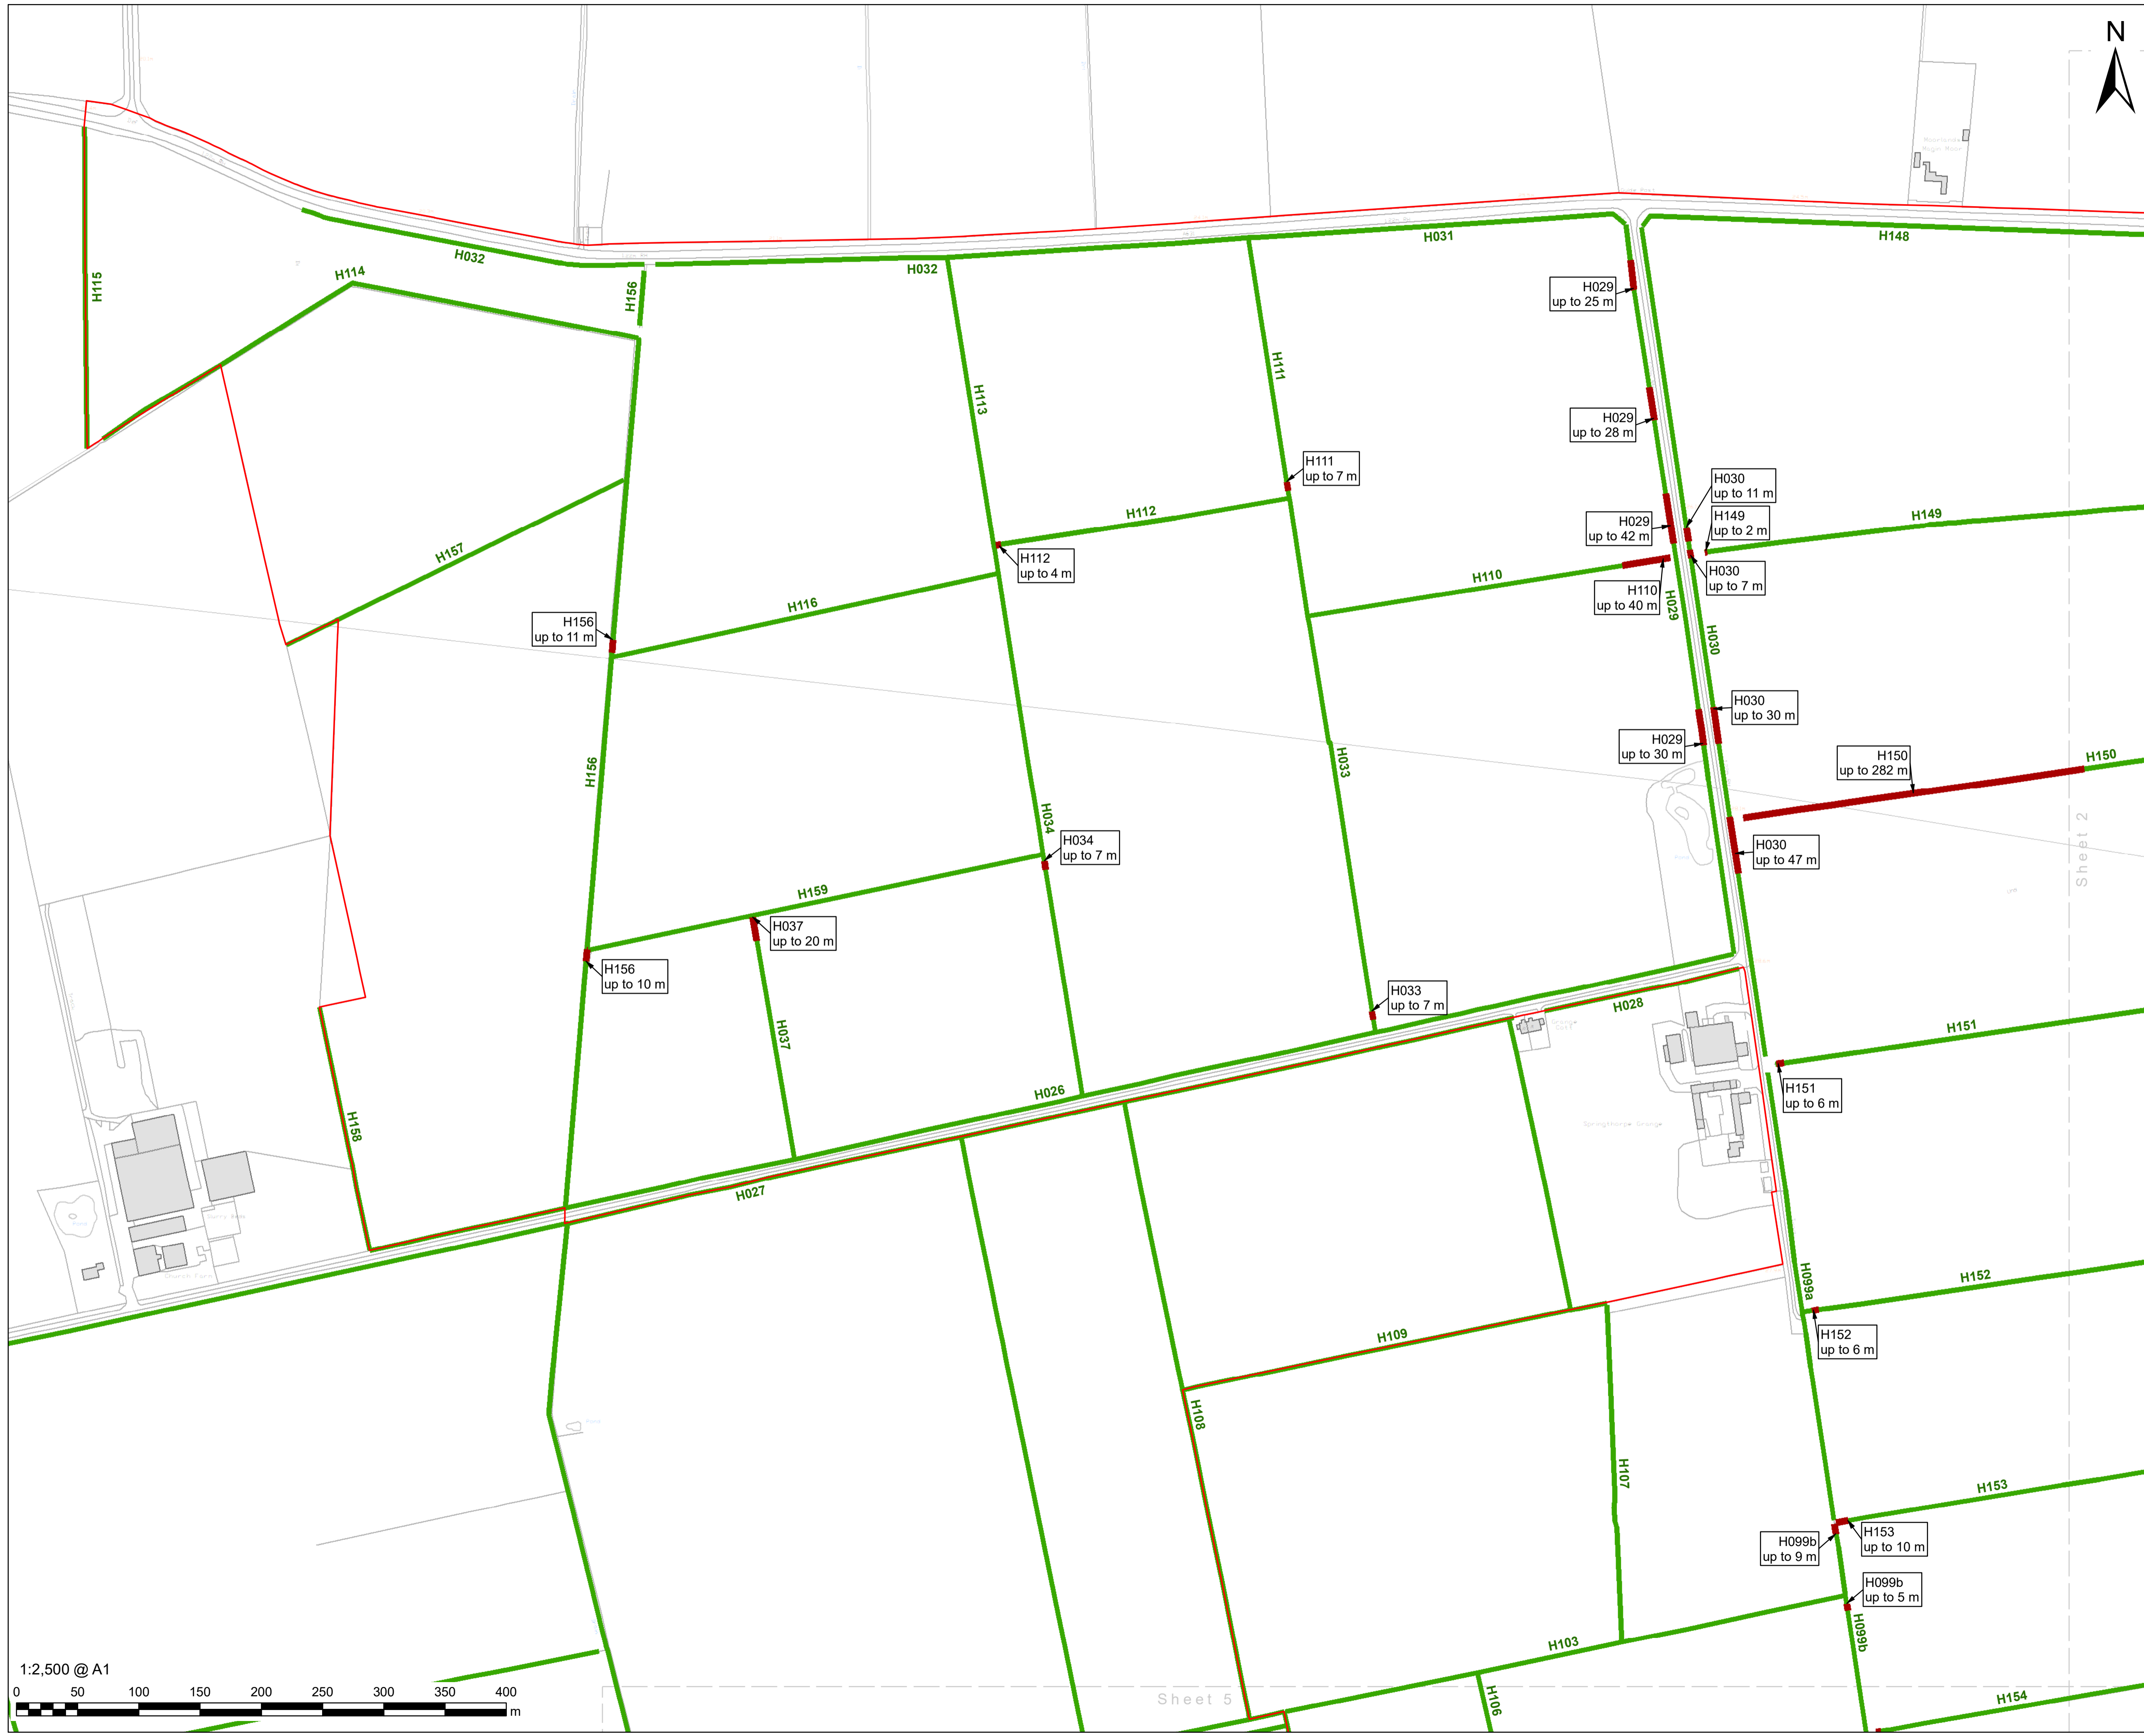 N
H031
H148
H032
H032
H114
H115
H156
H029
up to 25 m
H113
H111
H029
up to 28 m
H111
up to 7 m
H030
up to 11 m
H149
up to 2 m
H149
H029
up to 42 m
H112
H112
up to 4 m
H030
up to 7 m
H110
H110
up to 40 m
H029
H157
H116
H156
up to 11 m
H030
H030
up to 30 m
H029
up to 30 m
H150
up to 282 m
H150
H156
H033
H034
H034
up to 7 m
H030
up to 47 m
Sheet 2
H159
H037
up to 20 m
H156
up to 10 m
H033
up to 7 m
H028
H037
H151
H151
up to 6 m
H026
H158
Springthorpe Grange
H027
Slurry Beds
Church Farm
H099a
H152
H152
up to 6 m
H109
Pond
H108
H107
H153
H153
up to 10 m
H099b
up to 9 m
H099b
up to 5 m
H099b
H103
H106
H154
Sheet 5
1:2,500 @ A1
0 50 100 150 200 250 300 350 400
m